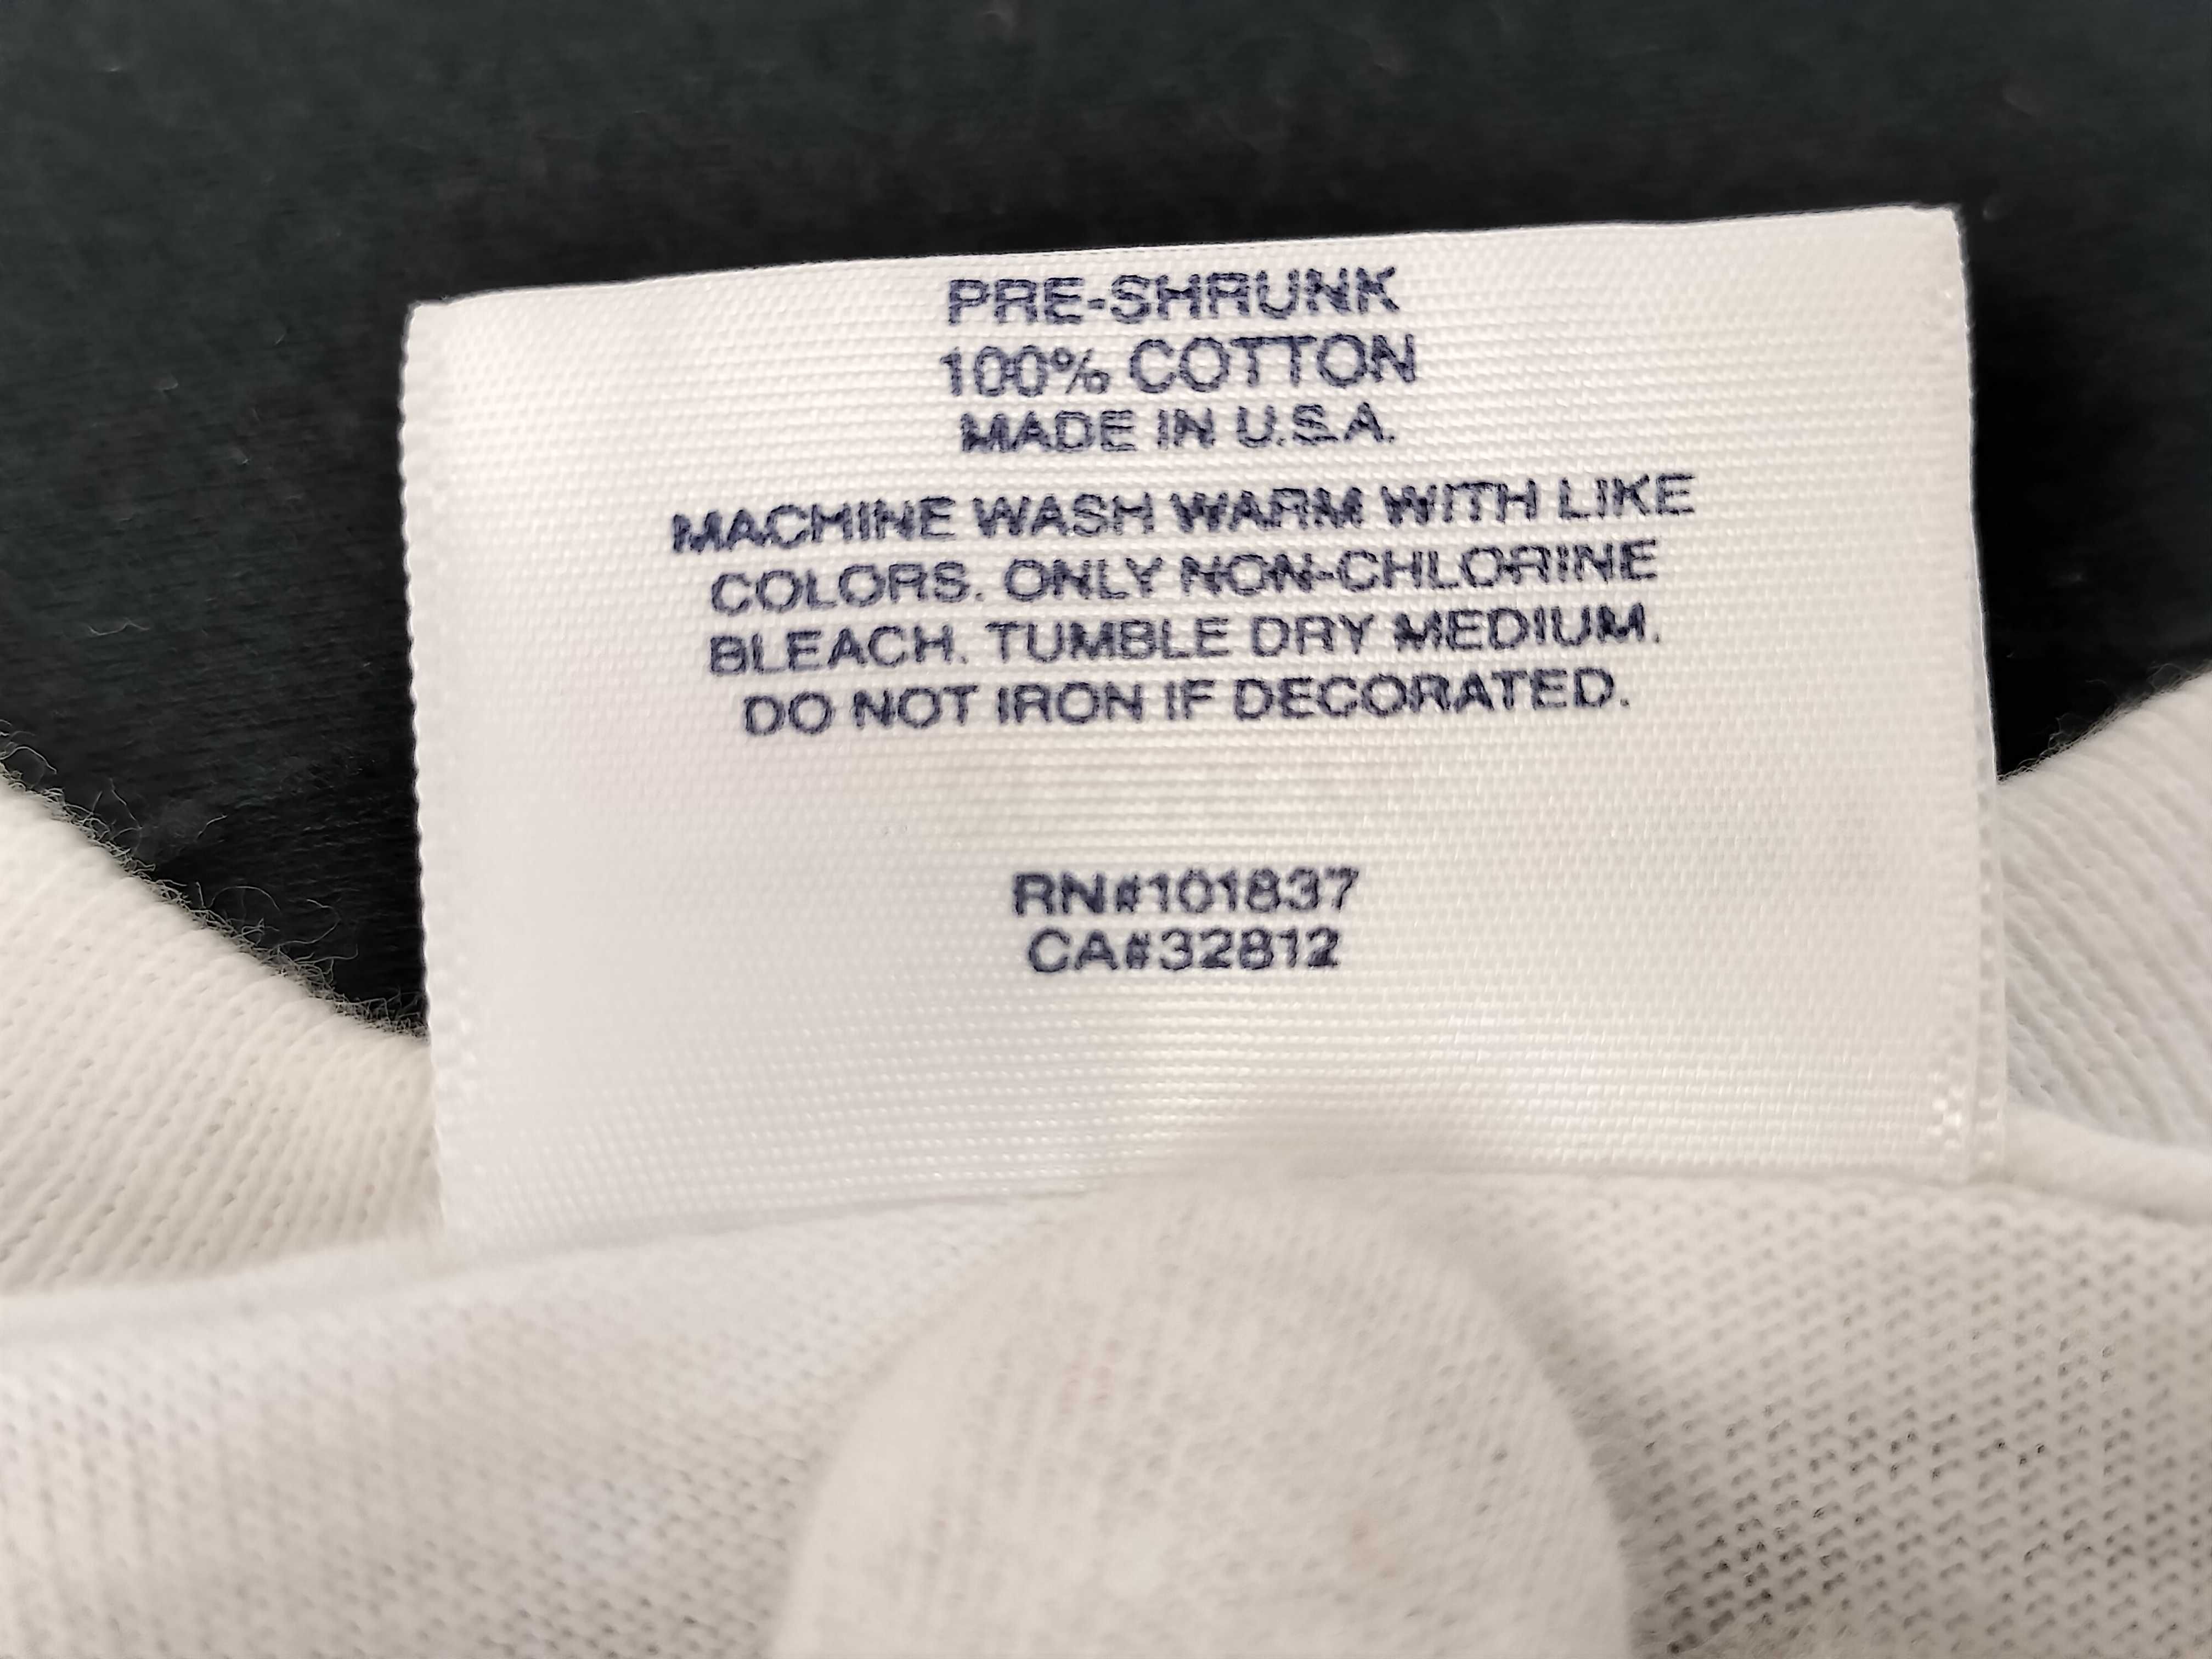 PRE-SHRUNK
100% COTTON
MADE IN U.S.A.
MACHINE WASH WARM WITH LIKE
COLORS. ONLY NON-CHLORINE
BLEACH. TUMBLE DRY MEDIUM.
DO NOT IRON IF DECORATED.
RN#101837
CA#32812